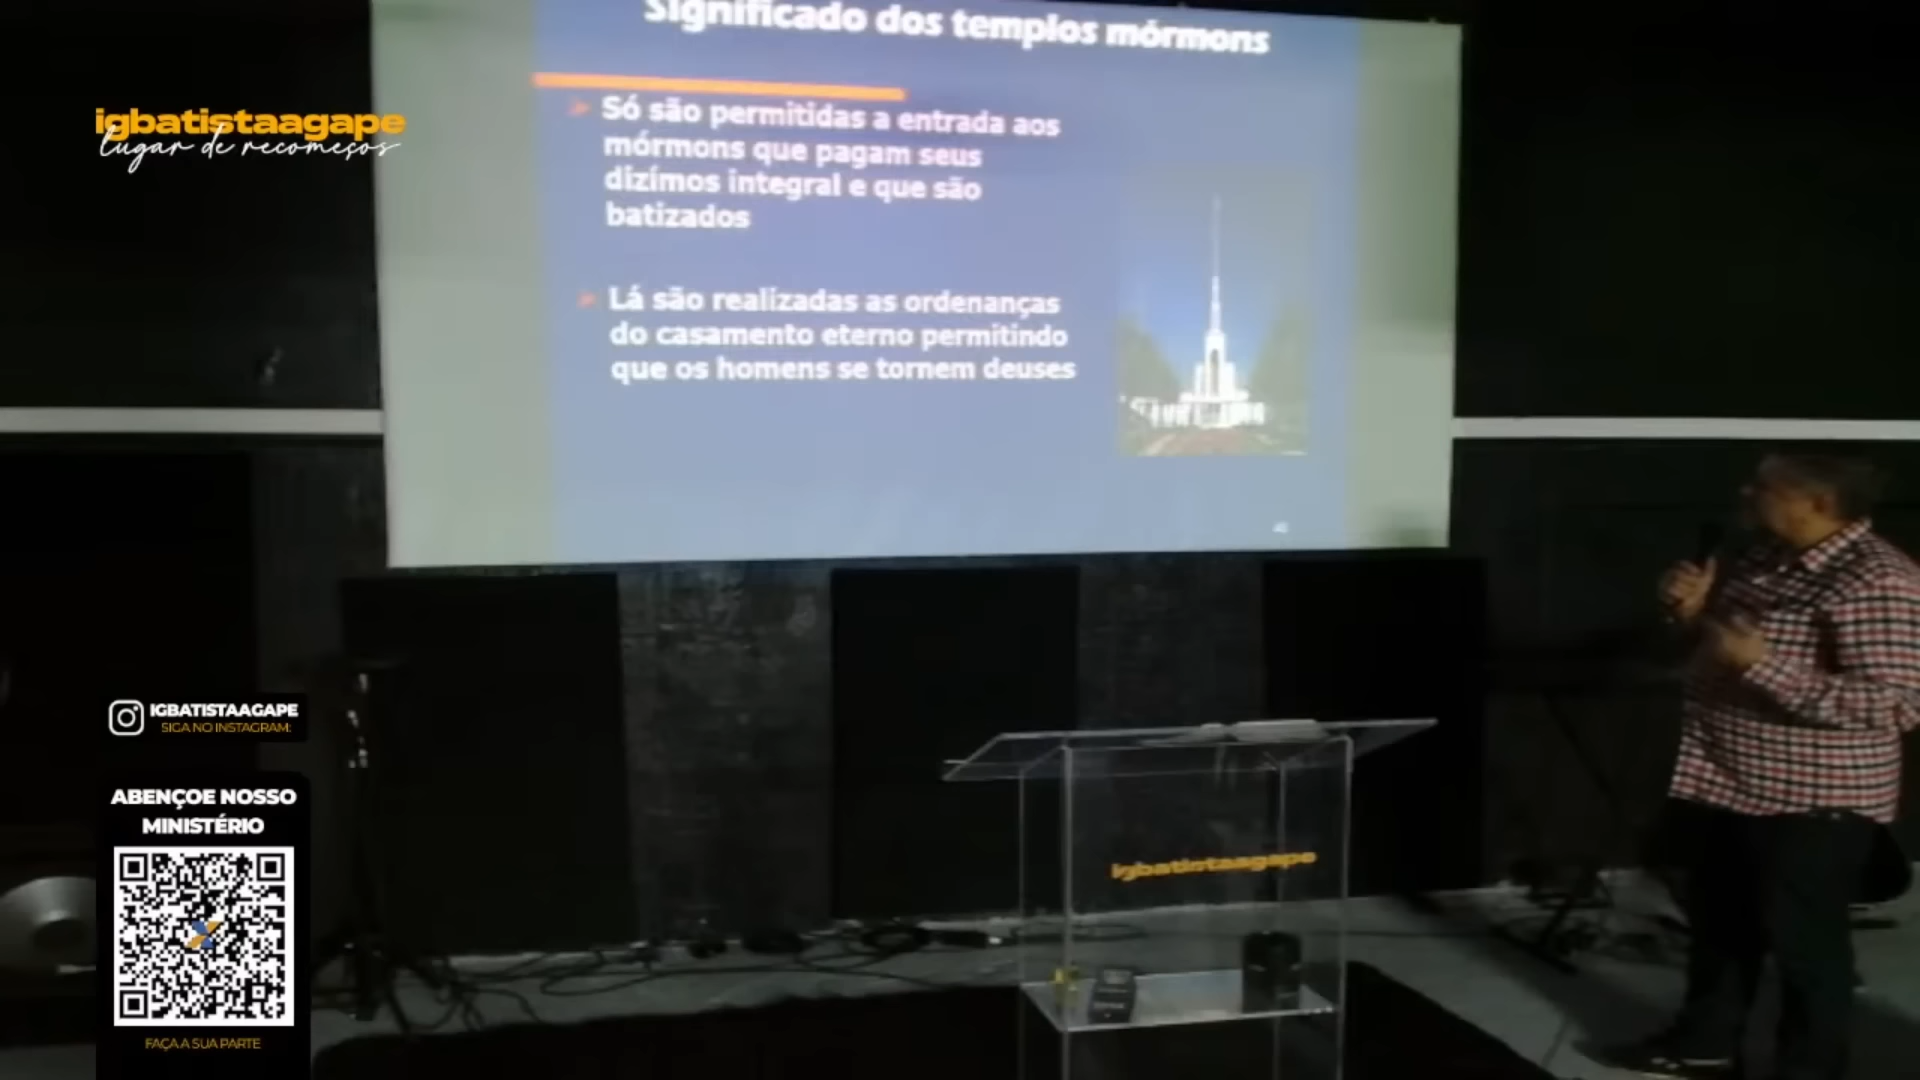 Significado dos templos mórmons
igbatistaagape
lugar de recomeços
Só são permitidas a entrada aos
mórmons que pagam seus
dizímos integral e que são
batizados
Lá são realizadas as ordenanças
do casamento eterno permitindo
que os homens se tornem deuses
IGBATISTAAGAPE
SIGA NO INSTAGRAM:
ABENÇOE NOSSO
MINISTÉRIO
FAÇA A SUA PARTE
igbatistaagape